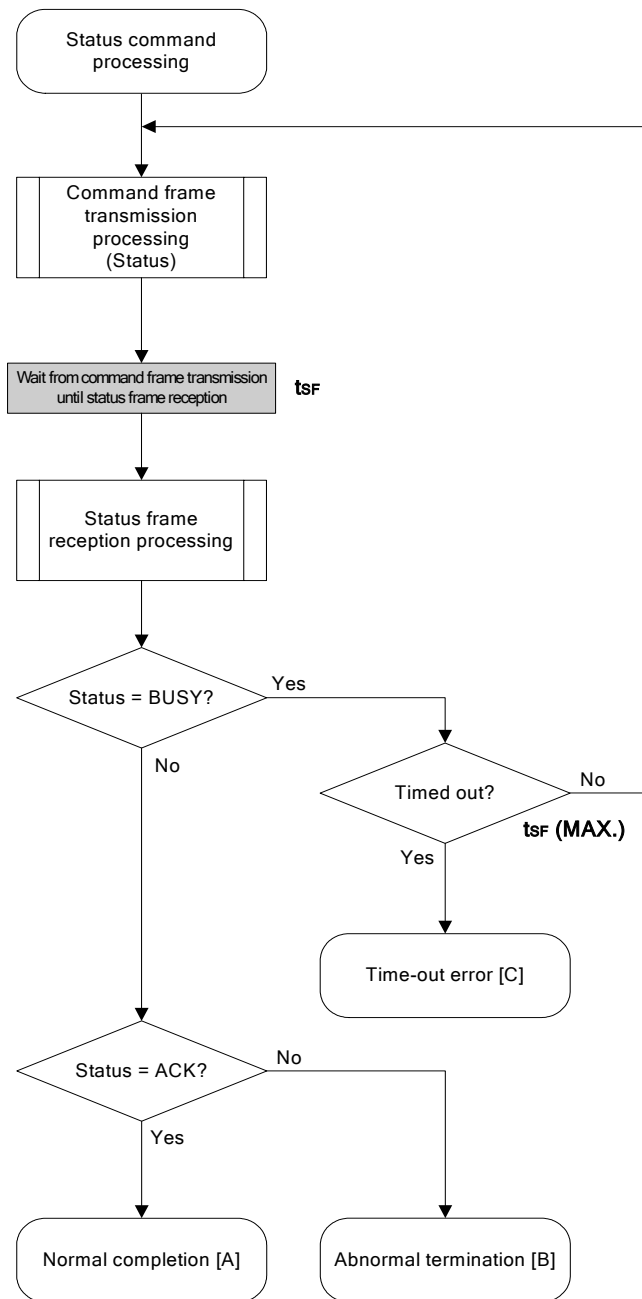 Status command
processing
Command frame
transmission
processing
(Status)
Wait from command frame transmission
until status frame reception
tSF
Status frame
reception processing
Status = BUSY?
Yes
No
Timed out?
No
tSF (MAX.)
Yes
Time-out error [C]
Status = ACK?
No
Yes
Normal completion [A]
Abnormal termination [B]